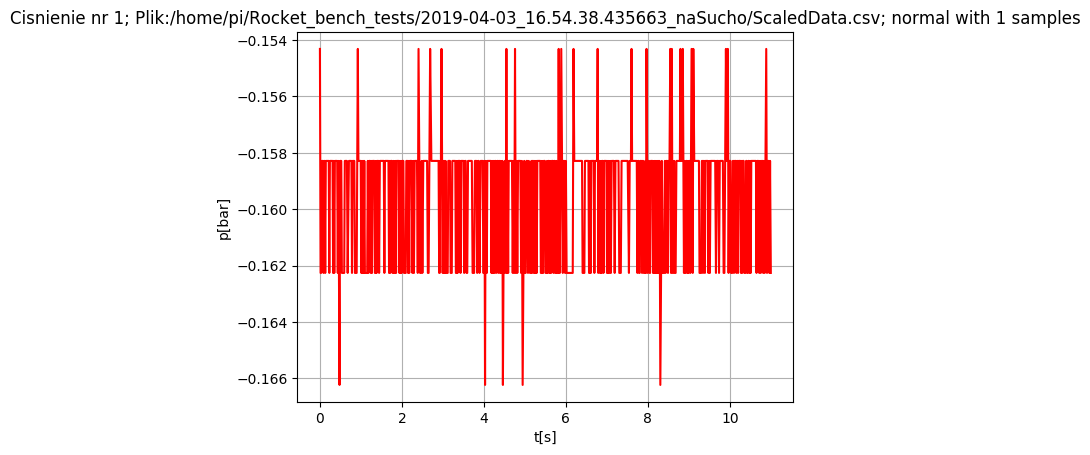 Cisnienie nr 1; Plik:/home/pi/Rocket_bench_tests/2019-04-03_16.54.38.435663_naSucho/ScaledData.csv; normal with 1 samples
−0.154
−0.156
−0.158
−0.160
−0.162
−0.164
−0.166
p[bar]
0 2 4 6 8 10
t[s]